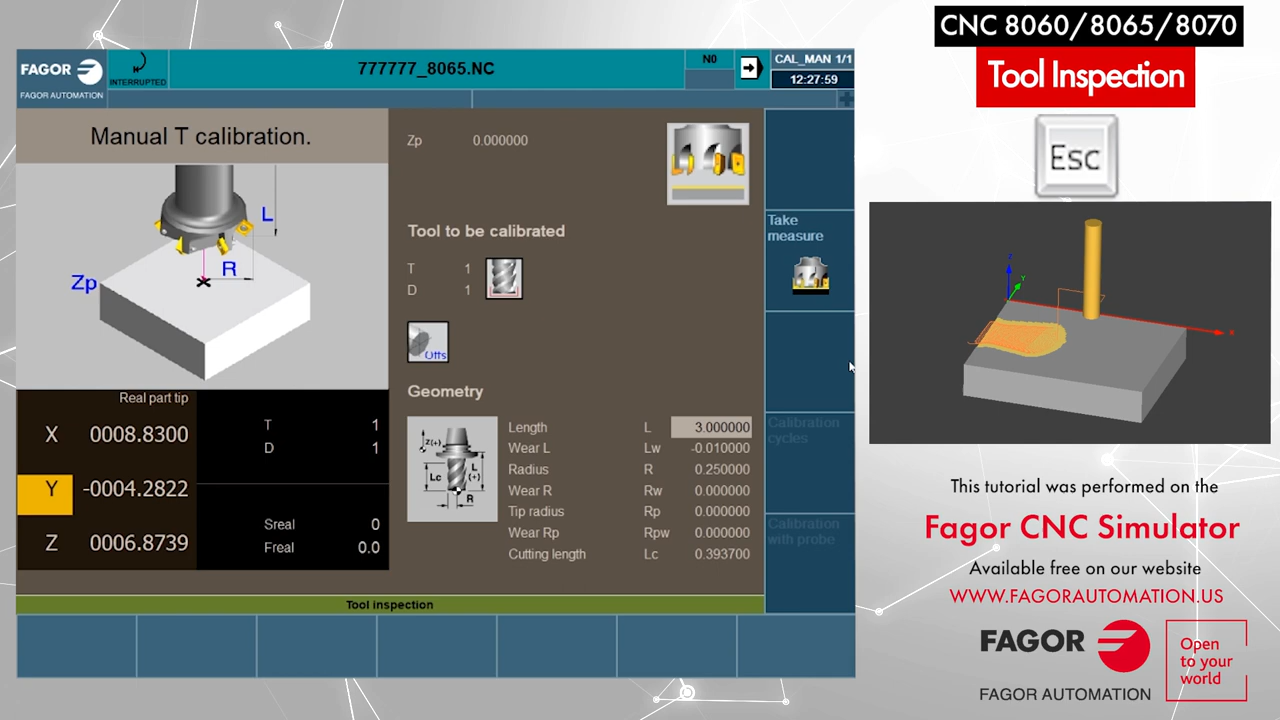 CNC 8060/8065/8070
Tool Inspection
Esc
FAGOR
FAGOR AUTOMATION
INTERRUPTED
777777_8065.NC
N0
CAL_MAN 1/1
12:27:59
Manual T calibration.
L
R
Zp
Zp 0.000000
Tool to be calibrated
T 1
D 1
Offs
Geometry
Z(+)
Lc
L
(+)
R
Length L 3.000000
Wear L Lw -0.010000
Radius R 0.250000
Wear R Rw 0.000000
Tip radius Rp 0.000000
Wear Rp Rpw 0.000000
Cutting length Lc 0.393700
Take
measure
Calibration
cycles
Calibration
with probe
Real part tip
X 0008.8300
Y -0004.2822
Z 0006.8739
T 1
D 1
Sreal 0
Freal 0.0
Tool inspection
Z
Y
X
This tutorial was performed on the
Fagor CNC Simulator
Available free on our website
WWW.FAGORAUTOMATION.US
FAGOR
FAGOR AUTOMATION
Open
to your
world